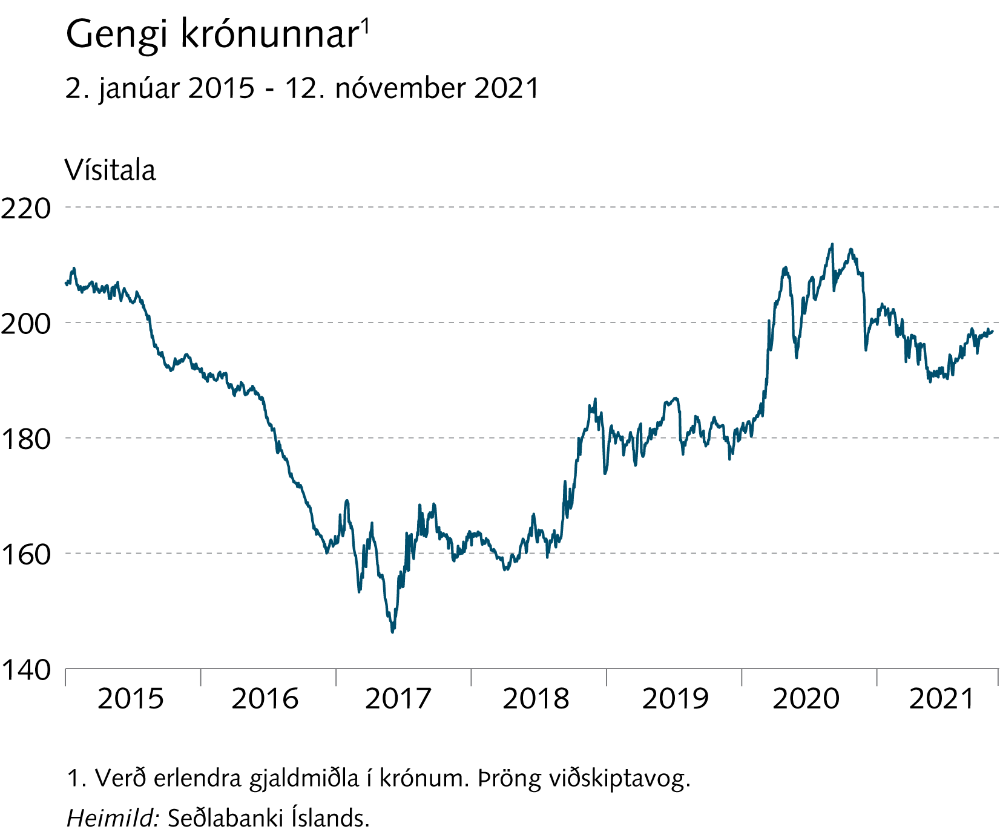 Gengi krónunnar¹
2. janúar 2015 - 12. nóvember 2021
Vísitala
220
200
180
160
140
2015 2016 2017 2018 2019 2020 2021
1. Verð erlendra gjaldmiðla í krónum. Þröng viðskiptavog.
Heimild: Seðlabanki Íslands.